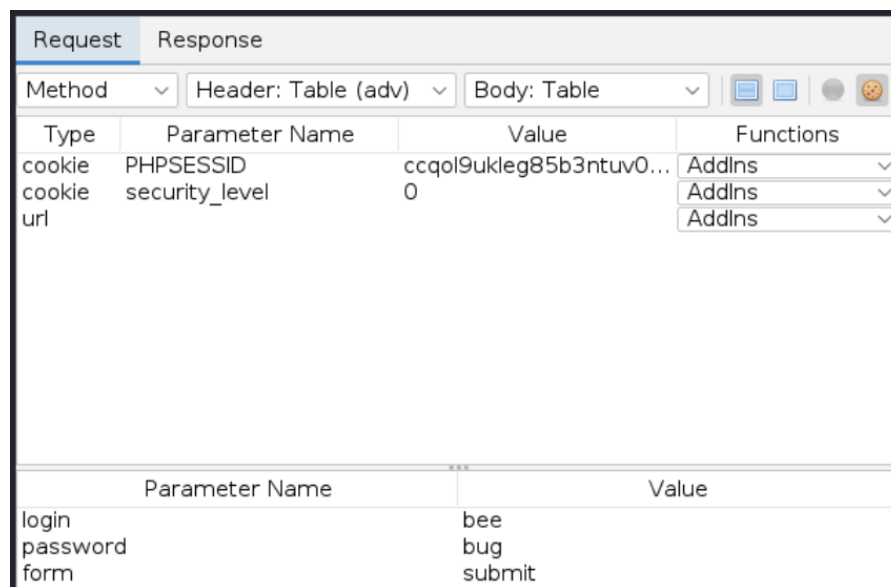 Request Response
Method Header: Table (adv) Body: Table
Type Parameter Name Value Functions
cookie PHPSESSID ccqol9ukleg85b3ntuv0... AddIns
cookie security_level 0 AddIns
url AddIns
Parameter Name Value
login bee
password bug
form submit